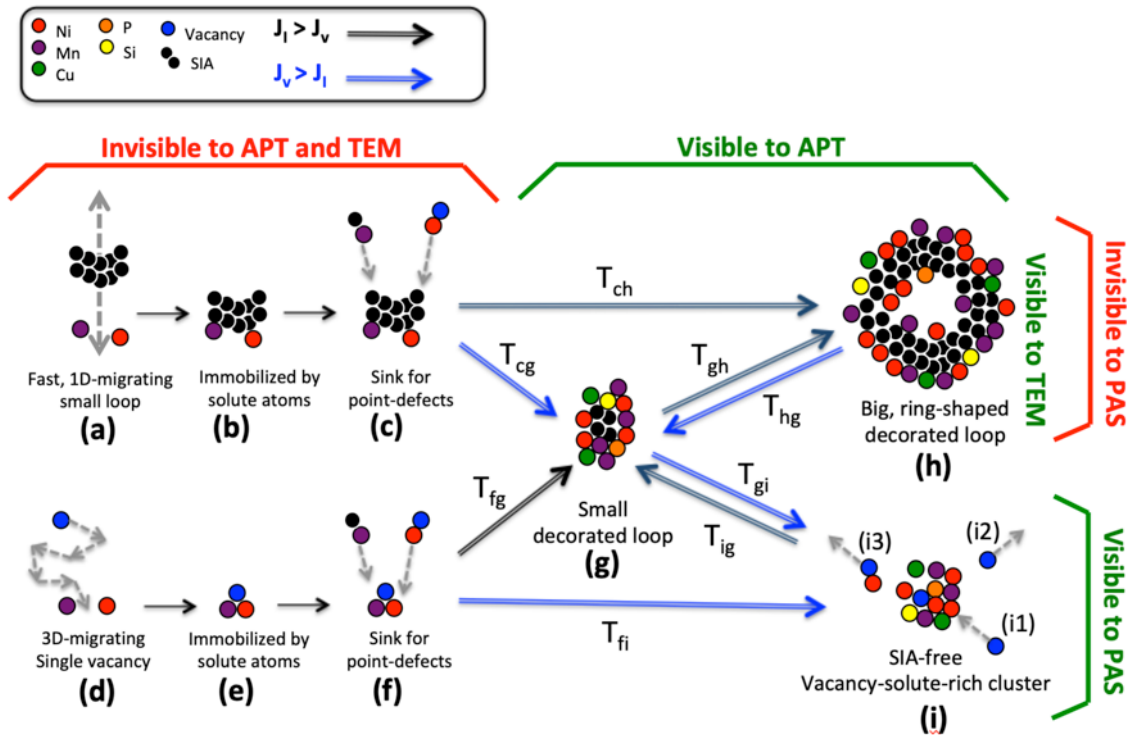 Ni
Mn
Cu
P
Si
Vacancy
SIA
J_I > J_v
J_v > J_I
Invisible to APT and TEM
Visible to APT
Fast, 1D-migrating
small loop
(a)
Immobilized by
solute atoms
(b)
Sink for
point-defects
(c)
T_ch
T_cg
T_gh
T_hg
Big, ring-shaped
decorated loop
(h)
Visible to TEM
Invisible to PAS
Small
decorated loop
(g)
T_fg
T_gi
T_ig
T_fi
3D-migrating
Single vacancy
(d)
Immobilized by
solute atoms
(e)
Sink for
point-defects
(f)
(i3)
(i2)
(i1)
SIA-free
Vacancy-solute-rich cluster
(i)
Visible to PAS